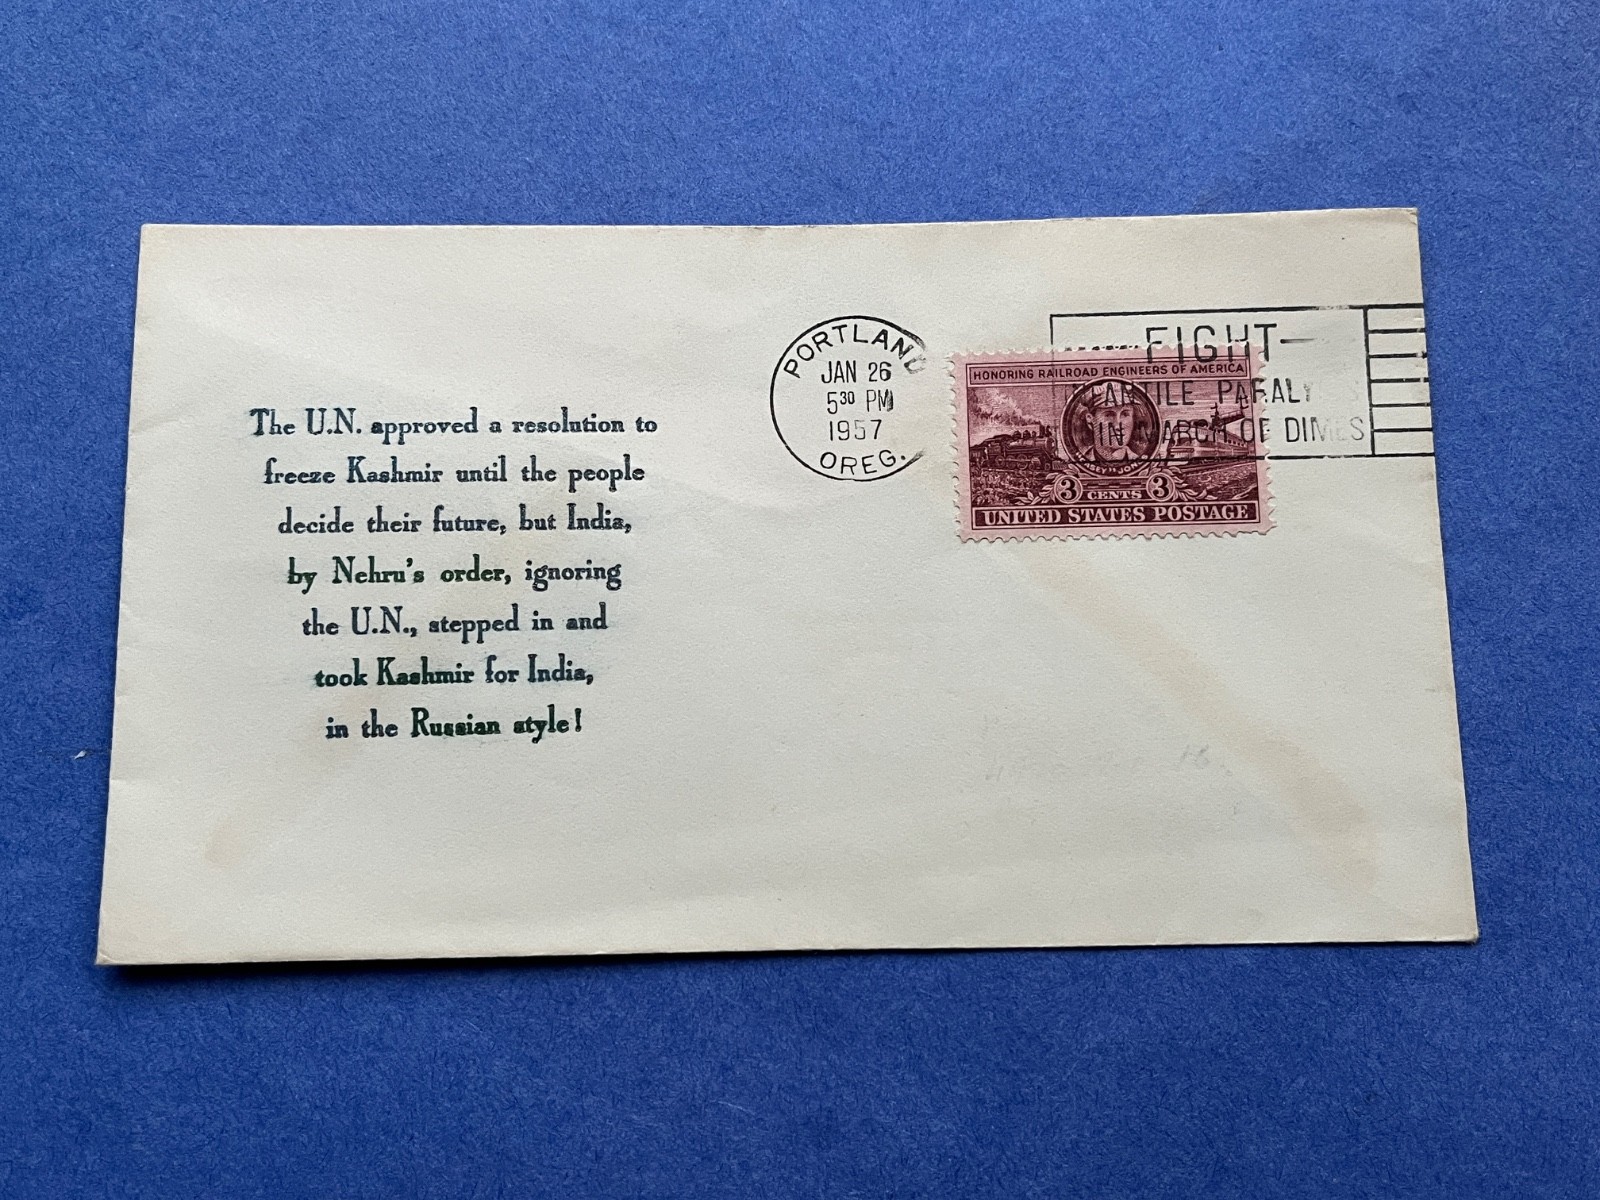 The U.N. approved a resolution to
freeze Kashmir until the people
decide their future, but India,
by Nehru's order, ignoring
the U.N., stepped in and
took Kashmir for India,
in the Russian style!
PORTLAND
JAN 26
5 30 PM
1957
OREG.
FIGHT—
PARALY
MARCH OF DIMES
HONORING RAILROAD ENGINEERS OF AMERICA
3 CENTS 3
UNITED STATES POSTAGE